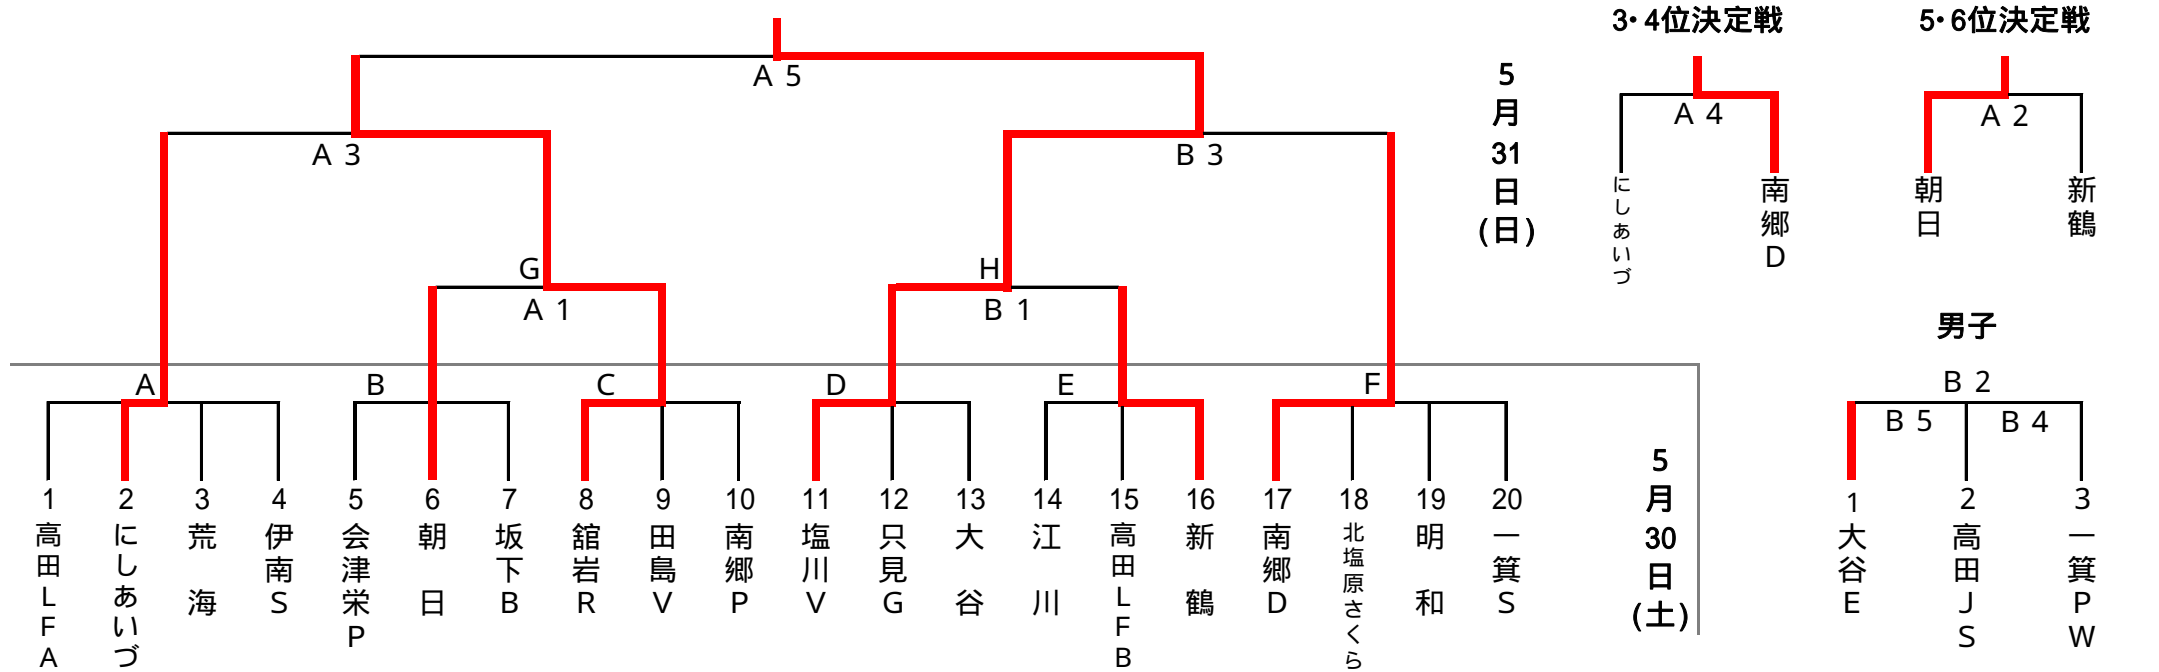 3・4位決定戦
5・6位決定戦
A 5
5月31日(日)
A 4
A 2
A 3
B 3
にしあいづ
南郷D
朝日
新鶴
G
H
A 1
B 1
男子
A
B
C
D
E
F
B 2
B 5
B 4
5月30日(土)
1 高田LFA
2 にしあいづ
3 荒海
4 伊南S
5 会津栄P
6 朝日
7 坂下B
8 舘岩R
9 田島V
10 南郷P
11 塩川V
12 只見G
13 大谷
14 江川
15 高田LFB
16 新鶴
17 南郷D
18 北塩原さくら
19 明和
20 一箕S
1 大谷E
2 高田JS
3 一箕PW